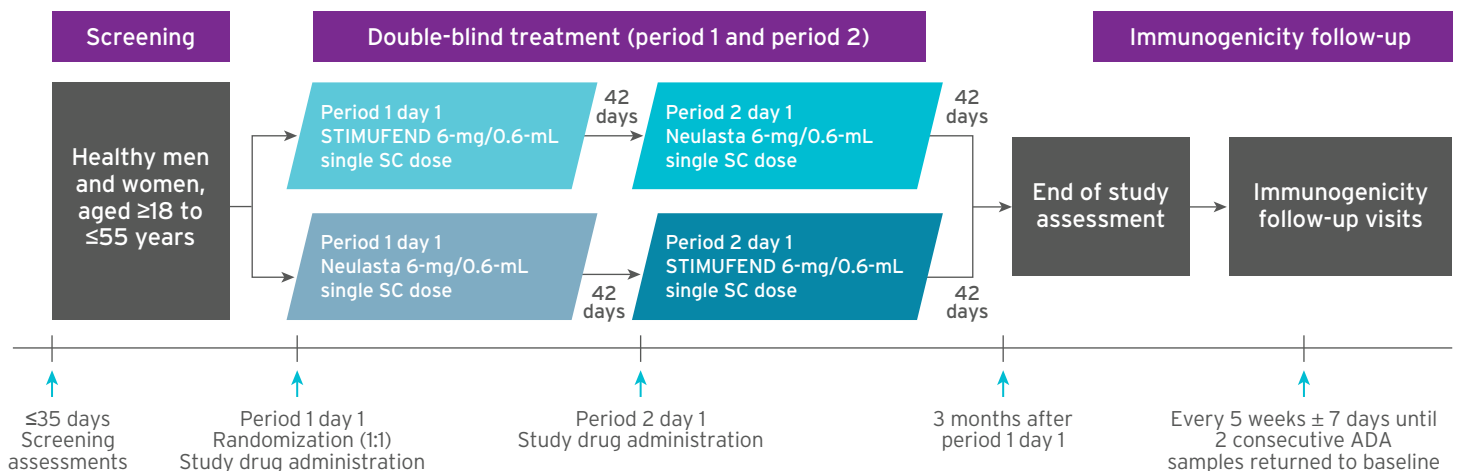 Screening
Double-blind treatment (period 1 and period 2)
Immunogenicity follow-up
Healthy men
and women,
aged ≥18 to
≤55 years
Period 1 day 1
STIMUFEND 6-mg/0.6-mL
single SC dose
42
days
Period 2 day 1
Neulasta 6-mg/0.6-mL
single SC dose
42
days
Period 1 day 1
Neulasta 6-mg/0.6-mL
single SC dose
42
days
Period 2 day 1
STIMUFEND 6-mg/0.6-mL
single SC dose
42
days
End of study
assessment
Immunogenicity
follow-up visits
≤35 days
Screening
assessments
Period 1 day 1
Randomization (1:1)
Study drug administration
Period 2 day 1
Study drug administration
3 months after
period 1 day 1
Every 5 weeks ± 7 days until
2 consecutive ADA
samples returned to baseline